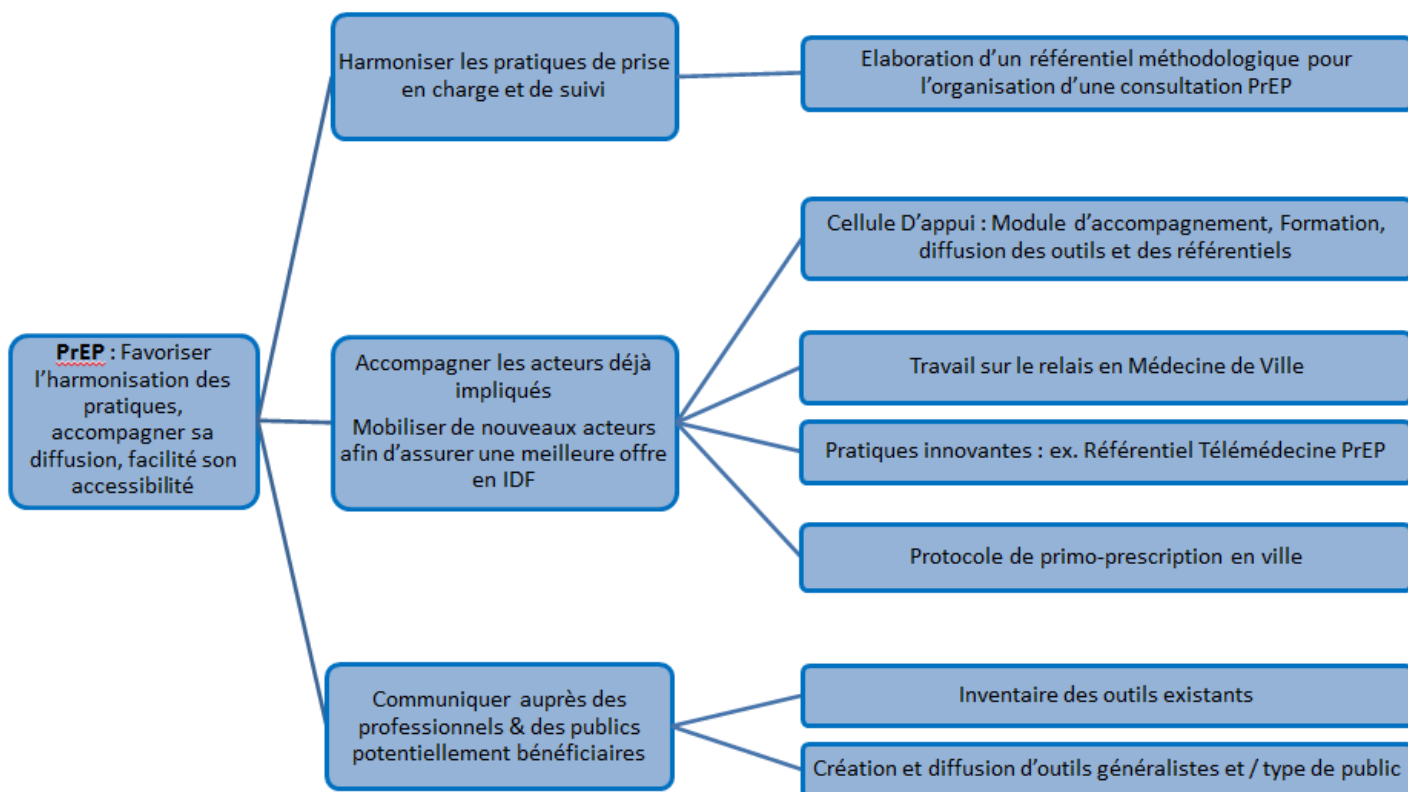 PrEP : Favoriser
l'harmonisation des
pratiques,
accompagner sa
diffusion, facilité son
accessibilité
Harmoniser les pratiques de prise
en charge et de suivi
Elaboration d'un référentiel méthodologique pour
l'organisation d'une consultation PrEP
Accompagner les acteurs déjà
impliqués
Mobiliser de nouveaux acteurs
afin d'assurer une meilleure offre
en IDF
Cellule D'appui : Module d'accompagnement, Formation,
diffusion des outils et des référentiels
Travail sur le relais en Médecine de Ville
Pratiques innovantes : ex. Référentiel Télémédecine PrEP
Protocole de primo-prescription en ville
Communiquer auprès des
professionnels & des publics
potentiellement bénéficiaires
Inventaire des outils existants
Création et diffusion d'outils généralistes et / type de public